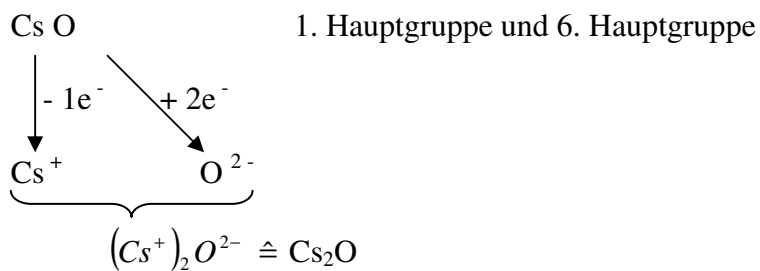 Cs O 1. Hauptgruppe und 6. Hauptgruppe
- 1e⁻ + 2e⁻
Cs⁺ O²⁻
(Cs⁺)₂O²⁻ ≙ Cs₂O